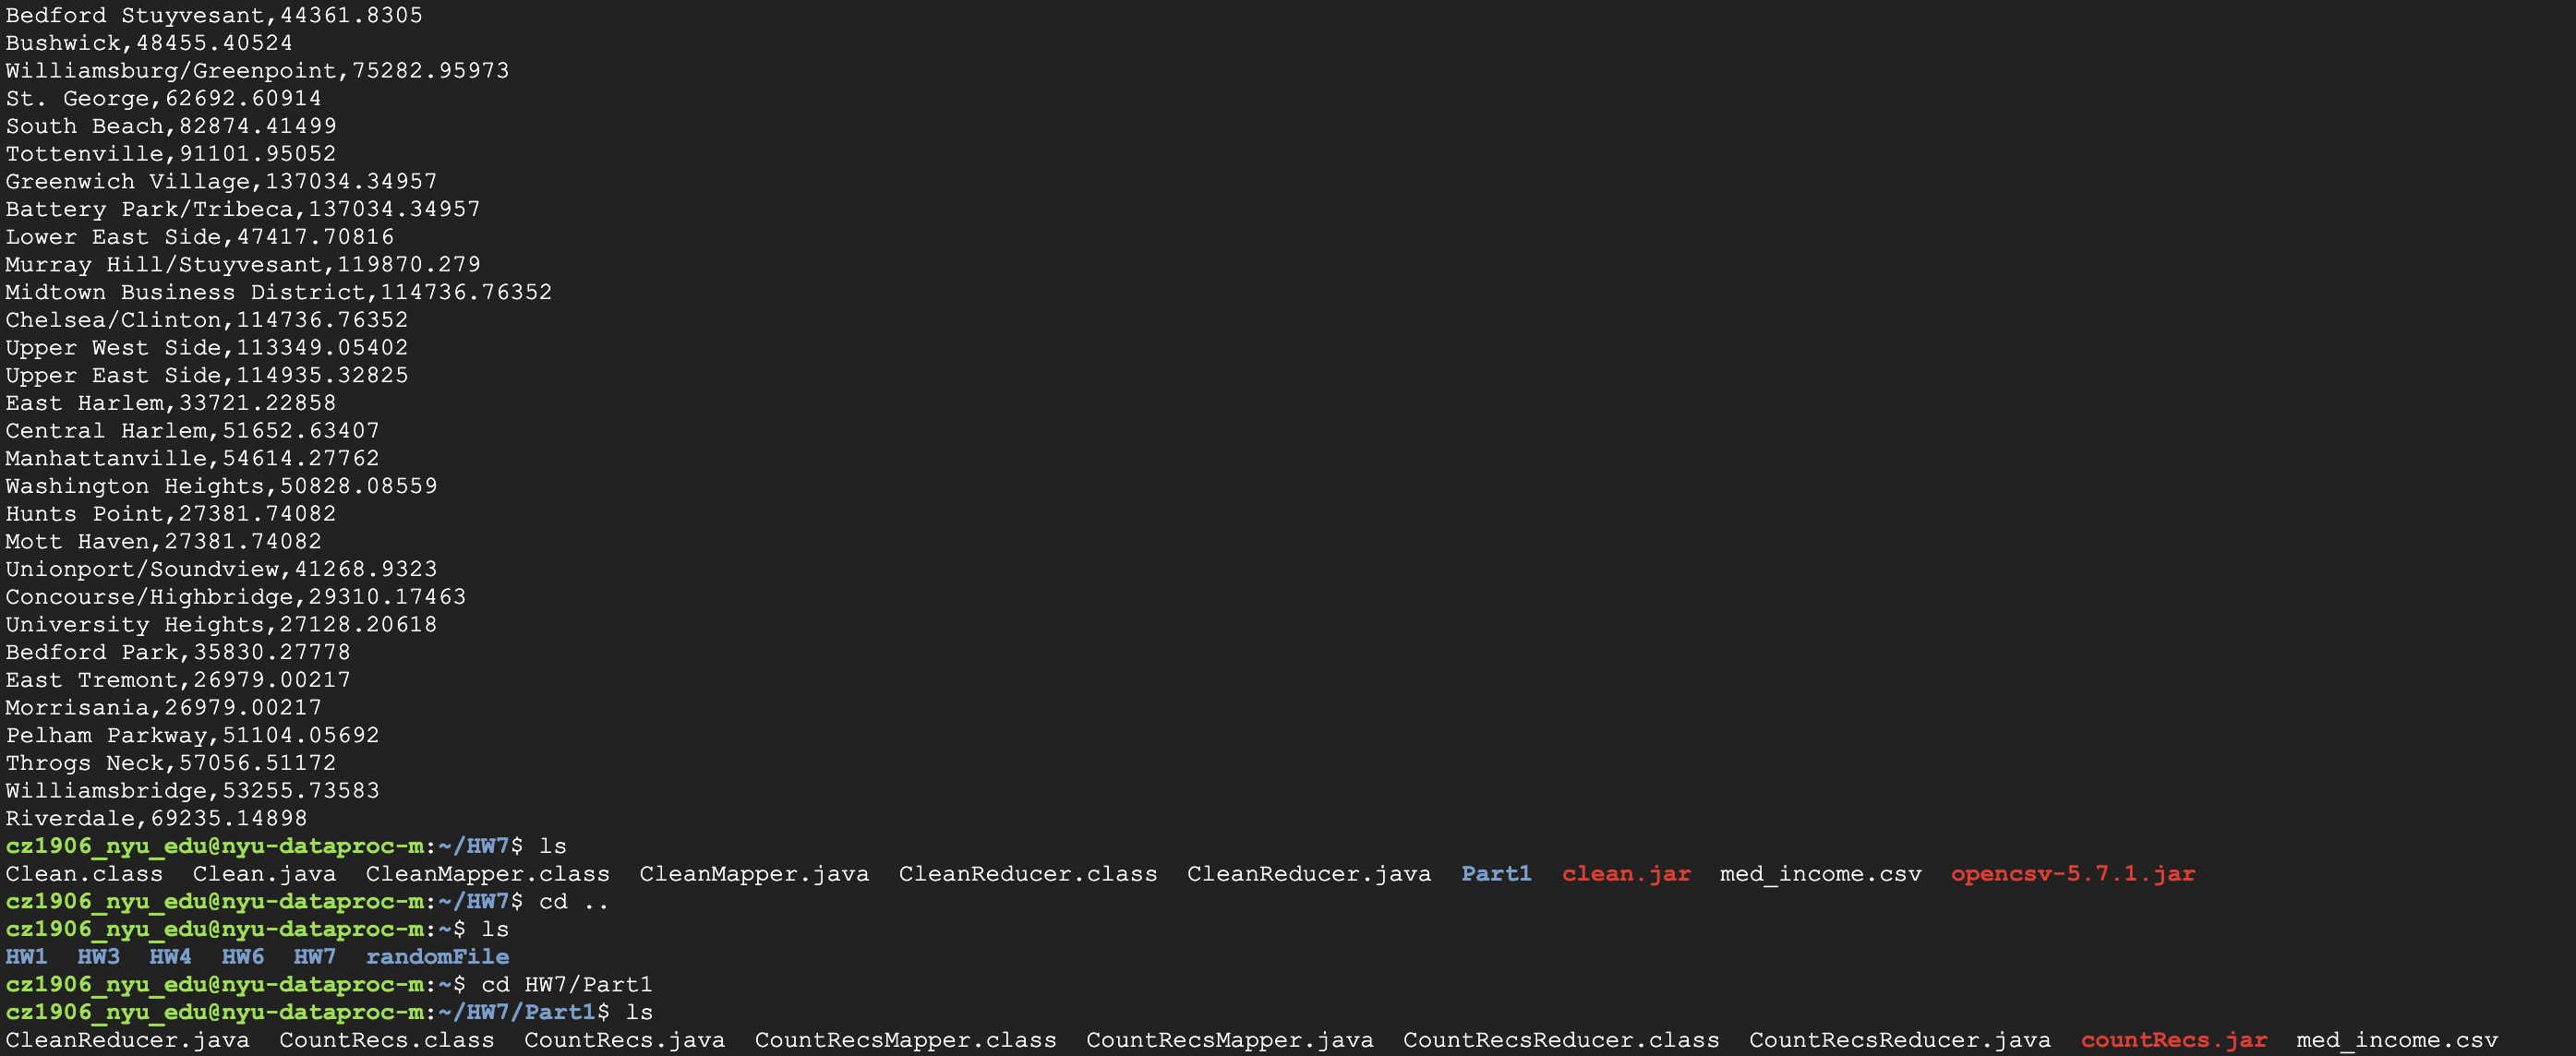 Bedford Stuyvesant,44361.8305
Bushwick,48455.40524
Williamsburg/Greenpoint,75282.95973
St. George,62692.60914
South Beach,82874.41499
Tottenville,91101.95052
Greenwich Village,137034.34957
Battery Park/Tribeca,137034.34957
Lower East Side,47417.70816
Murray Hill/Stuyvesant,119870.279
Midtown Business District,114736.76352
Chelsea/Clinton,114736.76352
Upper West Side,113349.05402
Upper East Side,114935.32825
East Harlem,33721.22858
Central Harlem,51652.63407
Manhattanville,54614.27762
Washington Heights,50828.08559
Hunts Point,27381.74082
Mott Haven,27381.74082
Unionport/Soundview,41268.9323
Concourse/Highbridge,29310.17463
University Heights,27128.20618
Bedford Park,35830.27778
East Tremont,26979.00217
Morrisania,26979.00217
Pelham Parkway,51104.05692
Throgs Neck,57056.51172
Williamsbridge,53255.73583
Riverdale,69235.14898
cz1906_nyu_edu@nyu-dataproc-m:~/HW7$ ls
Clean.class  Clean.java  CleanMapper.class  CleanMapper.java  CleanReducer.class  CleanReducer.java  Part1  clean.jar  med_income.csv  opencsv-5.7.1.jar
cz1906_nyu_edu@nyu-dataproc-m:~/HW7$ cd ..
cz1906_nyu_edu@nyu-dataproc-m:~$ ls
HW1  HW3  HW4  HW6  HW7  randomFile
cz1906_nyu_edu@nyu-dataproc-m:~$ cd HW7/Part1
cz1906_nyu_edu@nyu-dataproc-m:~/HW7/Part1$ ls
CleanReducer.java  CountRecs.class  CountRecs.java  CountRecsMapper.class  CountRecsMapper.java  CountRecsReducer.class  CountRecsReducer.java  countRecs.jar  med_income.csv